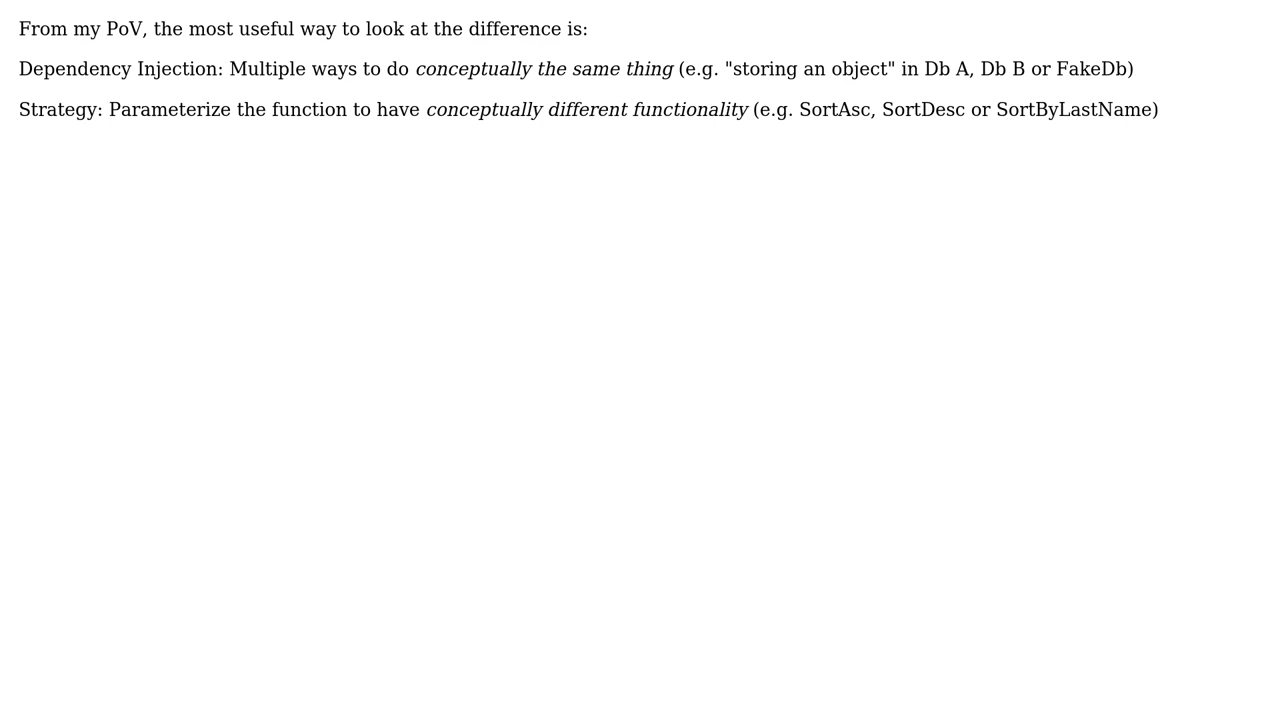 From my PoV, the most useful way to look at the difference is:
Dependency Injection: Multiple ways to do conceptually the same thing (e.g. "storing an object" in Db A, Db B or FakeDb)
Strategy: Parameterize the function to have conceptually different functionality (e.g. SortAsc, SortDesc or SortByLastName)